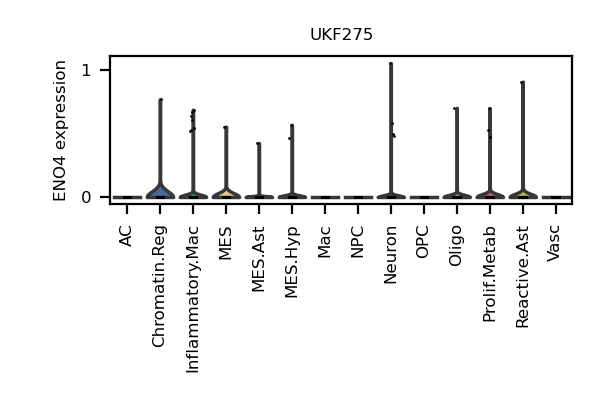 UKF275
ENO4 expression
1
0
AC
Chromatin.Reg
Inflammatory.Mac
MES
MES.Ast
MES.Hyp
Mac
NPC
Neuron
OPC
Oligo
Prolif.Metab
Reactive.Ast
Vasc